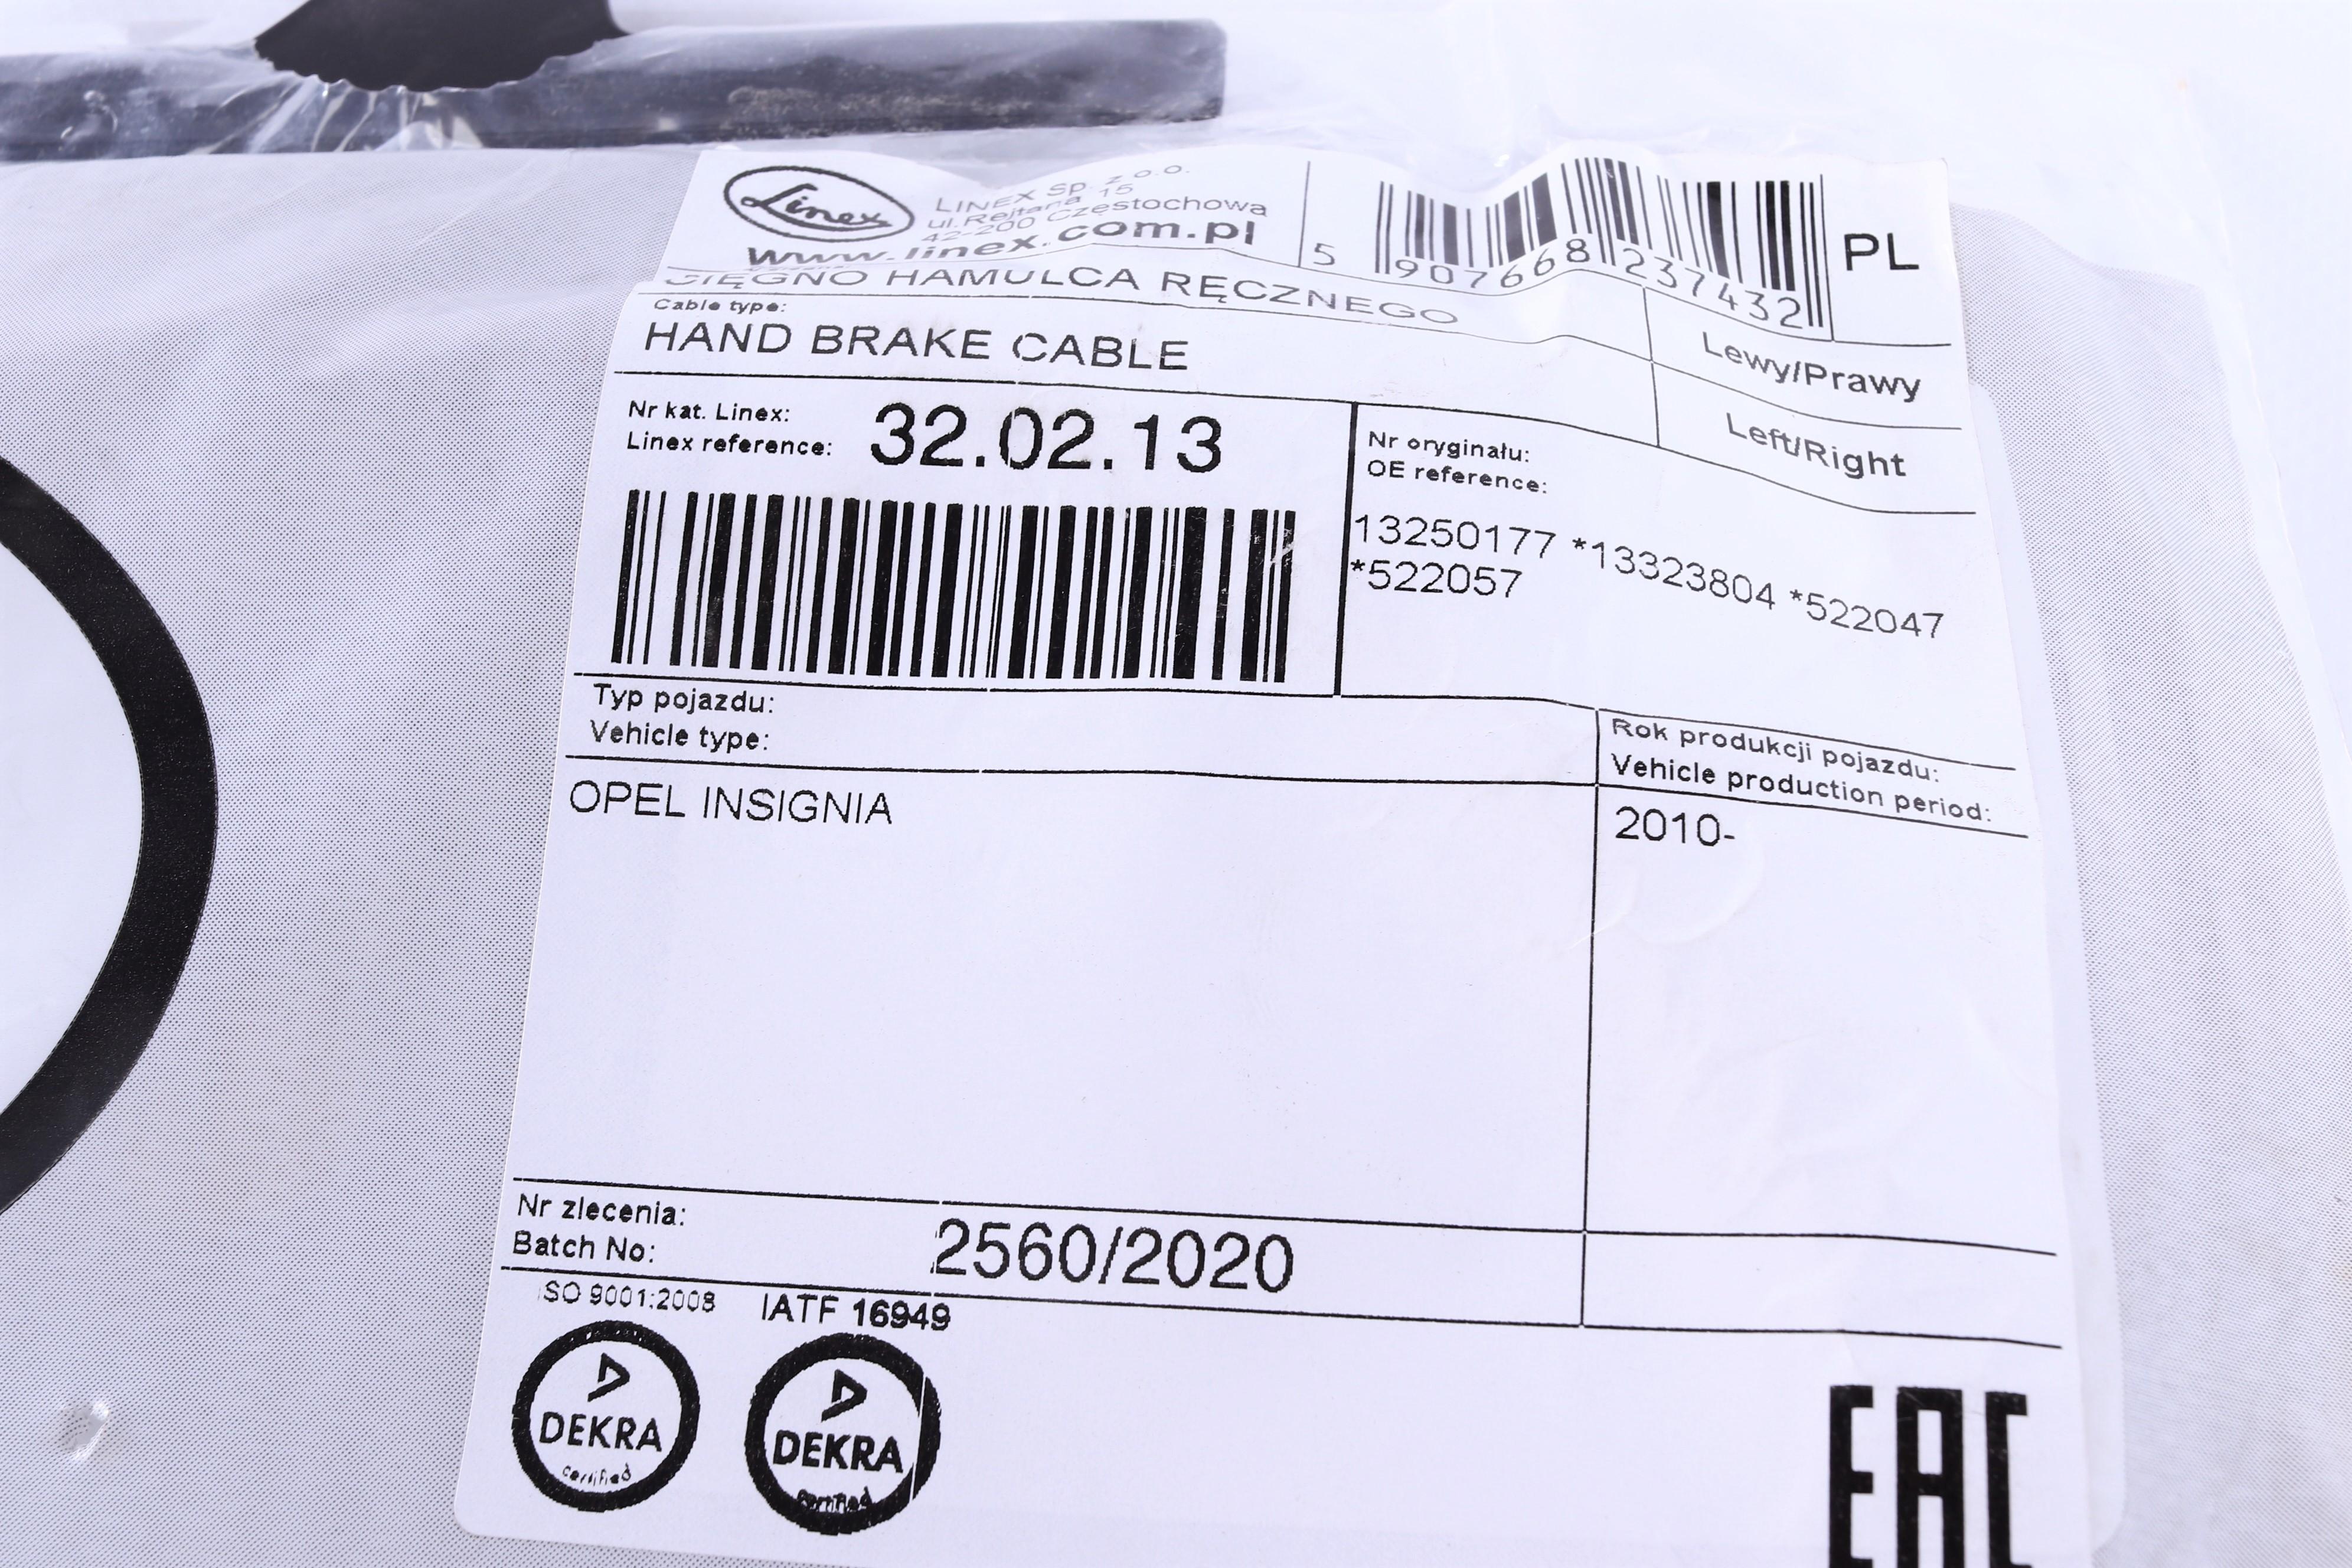 Linex
LINEX Sp. z o.o.
ul. Rejtana 15
42-200 Częstochowa
www.linex.com.pl
5 907668 237432
PL
CIĘGNO HAMULCA RĘCZNEGO
Lewy/Prawy
Cable type:
HAND BRAKE CABLE
Left/Right
Nr kat. Linex:
Linex reference:
32.02.13
Nr oryginału:
OE reference:
13250177 *13323804 *522047
*522057
Typ pojazdu:
Vehicle type:
Rok produkcji pojazdu:
Vehicle production period:
OPEL INSIGNIA
2010-
Nr zlecenia:
Batch No:
2560/2020
ISO 9001:2008
IATF 16949
DEKRA
certified
DEKRA
certified
EAC